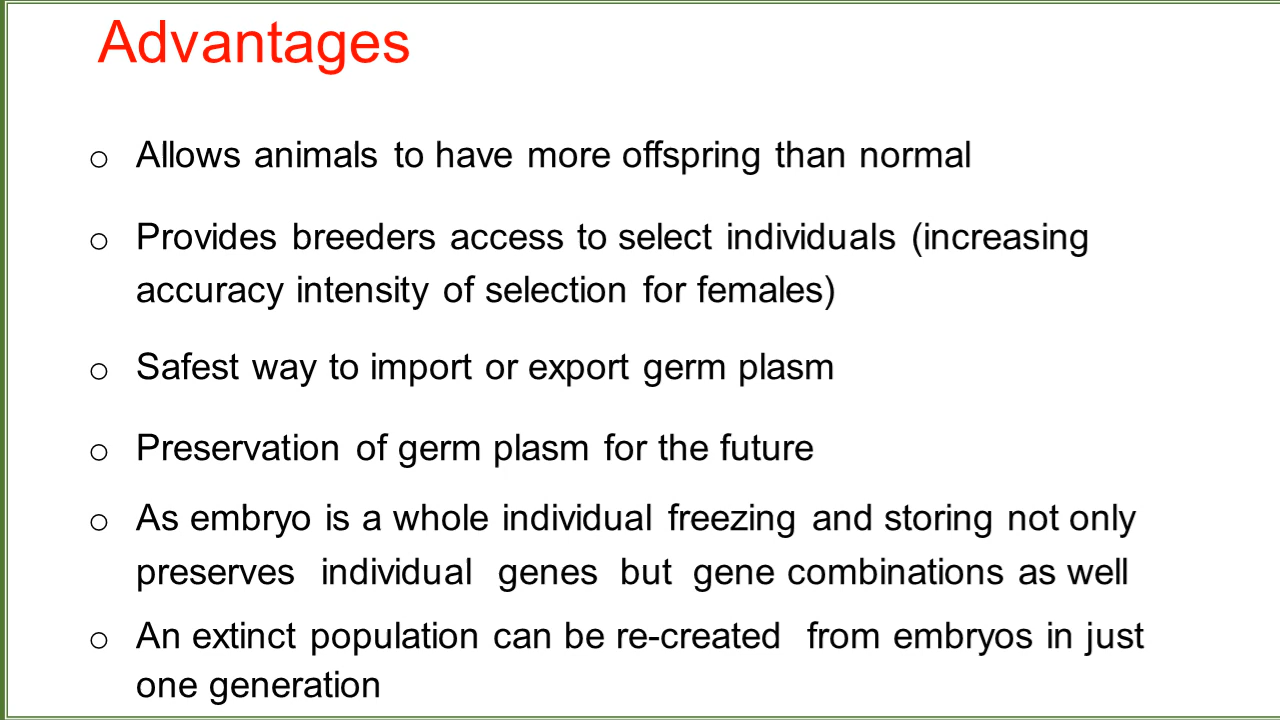 Advantages
o Allows animals to have more offspring than normal
o Provides breeders access to select individuals (increasing
accuracy intensity of selection for females)
o Safest way to import or export germ plasm
o Preservation of germ plasm for the future
o As embryo is a whole individual freezing and storing not only
preserves individual genes but gene combinations as well
o An extinct population can be re-created from embryos in just
one generation